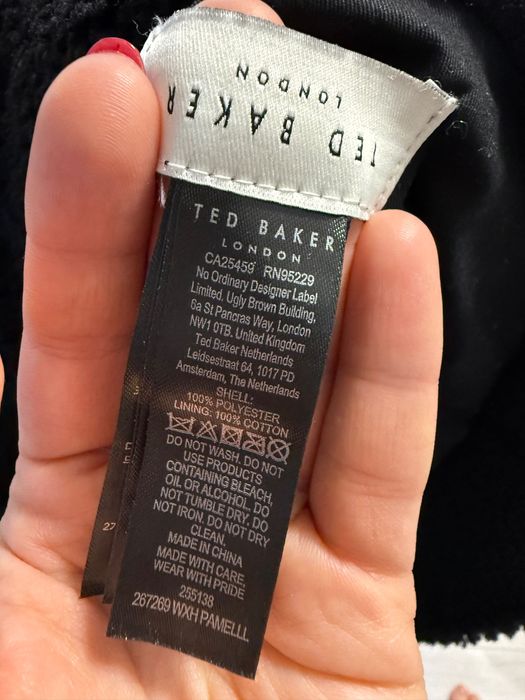 TED BAKER
LONDON
TED BAKER
LONDON
CA25459 RN95229
No Ordinary Designer Label
Limited. Ugly Brown Building,
6a St Pancras Way, London
NW1 0TB, United Kingdom
Ted Baker Netherlands
Leidsestraat 64, 1017 PD
Amsterdam, The Netherlands
SHELL:
100% POLYESTER
LINING: 100% COTTON
DO NOT WASH. DO NOT
USE PRODUCTS
CONTAINING BLEACH,
OIL OR ALCOHOL. DO
NOT TUMBLE DRY. DO
NOT IRON. DO NOT DRY
CLEAN.
MADE IN CHINA
MADE WITH CARE,
WEAR WITH PRIDE
255138
267269 WXH PAMELLL
27